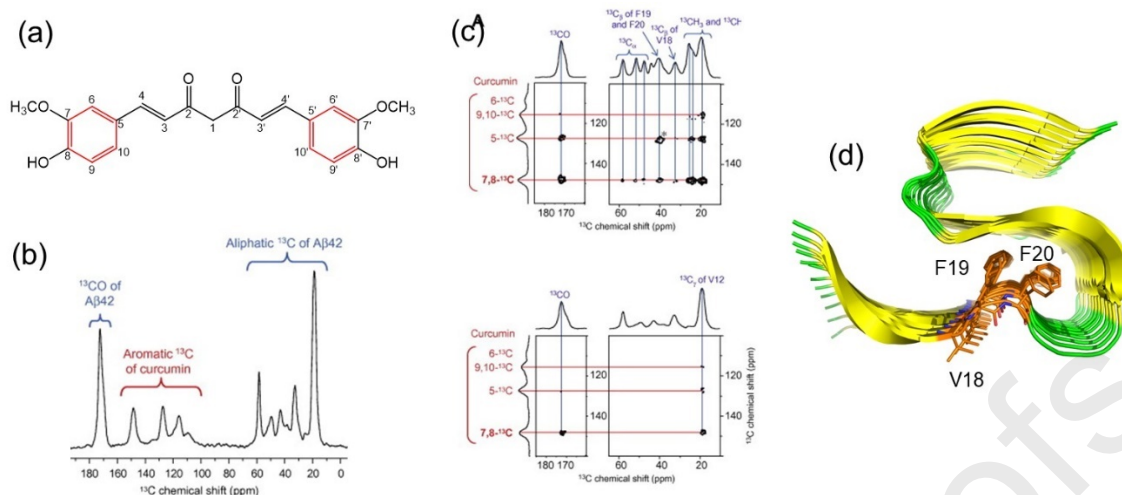 (a)
O
O
H₃CO
OCH₃
HO
OH
1
2
3
4
5
6
7
8
9
10
2'
3'
4'
5'
6'
7'
8'
9'
10'
(b)
¹³CO of
Aβ42
Aromatic ¹³C
of curcumin
Aliphatic ¹³C of Aβ42
180 160 140 120 100 80 60 40 20 0
¹³C chemical shift (ppm)
(c)
A
¹³CO
¹³Cβ of F19
and F20
¹³Cβ of
V18
¹³CH₃ and ¹³CH
¹³Cα
Curcumin
6-¹³C
9,10-¹³C
5-¹³C
7,8-¹³C
120
140
120
140
180 170
60 40 20
¹³C chemical shift (ppm)
¹³CO
¹³Cγ of V12
Curcumin
6-¹³C
9,10-¹³C
5-¹³C
7,8-¹³C
120
140
120
140
180 170
60 40 20
¹³C chemical shift (ppm)
¹³C chemical shift (ppm)
(d)
F19
F20
V18
ofs